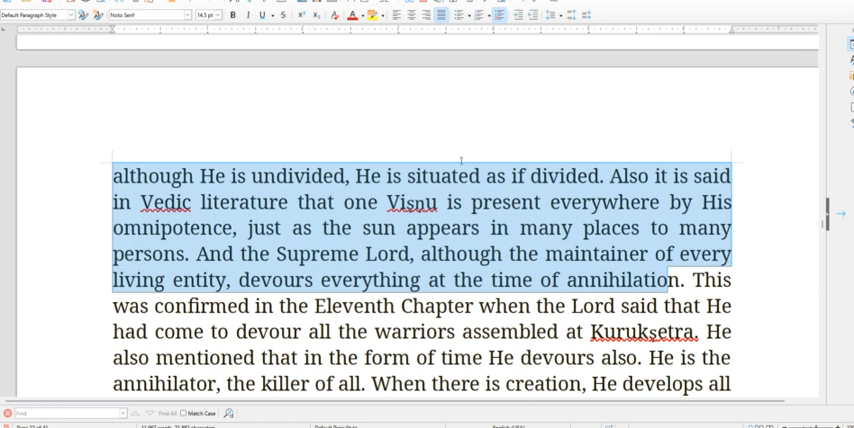 Default Paragraph Style
Noto Serif
14.5 pt
B I U S
although He is undivided, He is situated as if divided. Also it is said
in Vedic literature that one Viṣṇu is present everywhere by His
omnipotence, just as the sun appears in many places to many
persons. And the Supreme Lord, although the maintainer of every
living entity, devours everything at the time of annihilation. This
was confirmed in the Eleventh Chapter when the Lord said that He
had come to devour all the warriors assembled at Kurukṣetra. He
also mentioned that in the form of time He devours also. He is the
annihilator, the killer of all. When there is creation, He develops all
Find
Find All
Match Case